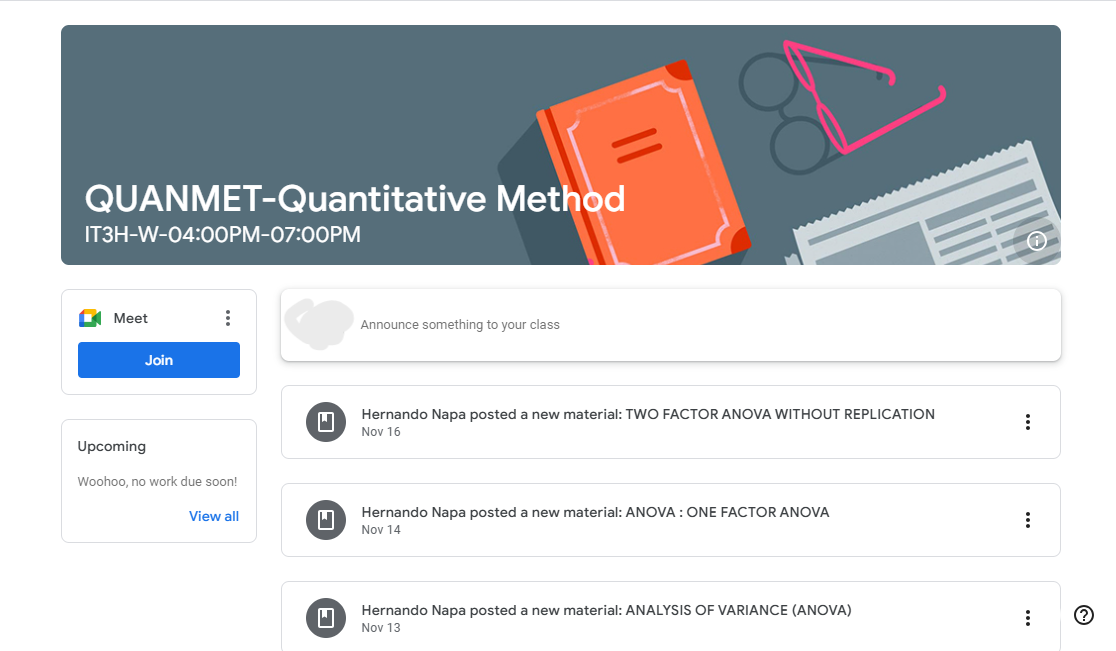 QUANMET-Quantitative Method
IT3H-W-04:00PM-07:00PM
Meet
Join
Announce something to your class
Upcoming
Woohoo, no work due soon!
View all
Hernando Napa posted a new material: TWO FACTOR ANOVA WITHOUT REPLICATION
Nov 16
Hernando Napa posted a new material: ANOVA : ONE FACTOR ANOVA
Nov 14
Hernando Napa posted a new material: ANALYSIS OF VARIANCE (ANOVA)
Nov 13